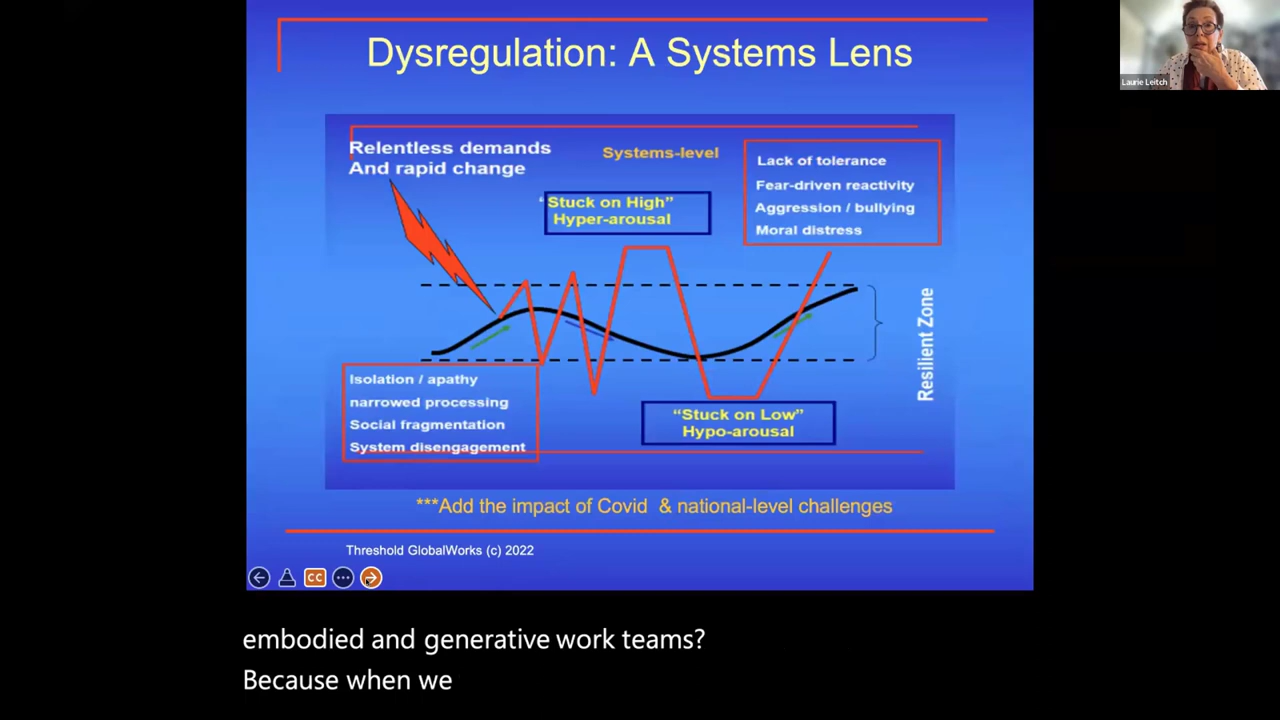 Dysregulation: A Systems Lens
Laurie Leitch
Relentless demands
And rapid change
Systems-level
“Stuck on High”
Hyper-arousal
Lack of tolerance
Fear-driven reactivity
Aggression / bullying
Moral distress
Resilient Zone
Isolation / apathy
narrowed processing
Social fragmentation
System disengagement
“Stuck on Low”
Hypo-arousal
***Add the impact of Covid & national-level challenges
Threshold GlobalWorks (c) 2022
CC
embodied and generative work teams?
Because when we